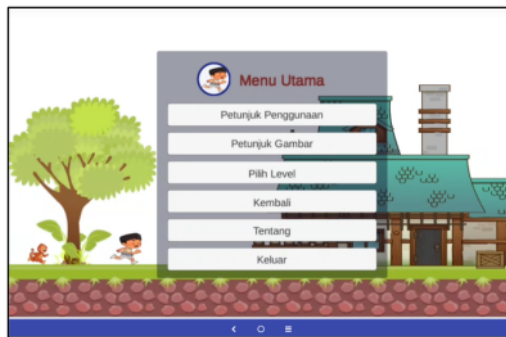 Menu Utama
Petunjuk Penggunaan
Petunjuk Gambar
Pilih Level
Kembali
Tentang
Keluar